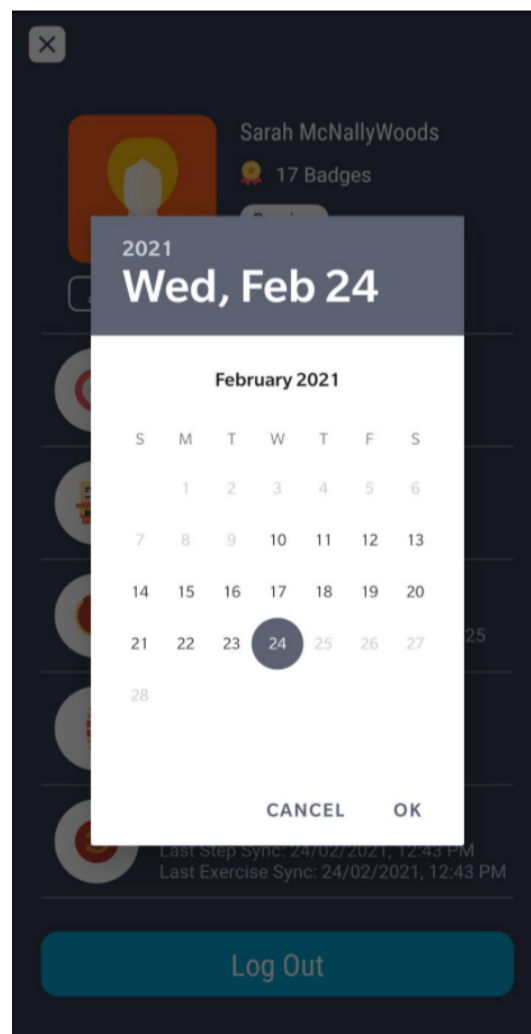 Sarah McNallyWoods
17 Badges
2021
Wed, Feb 24
February 2021
S M T W T F S
1 2 3 4 5 6
7 8 9 10 11 12 13
14 15 16 17 18 19 20
21 22 23 24 25 26 27
25
28
CANCEL OK
Last Step Sync: 24/02/2021, 12:43 PM
Last Exercise Sync: 24/02/2021, 12:43 PM
Log Out